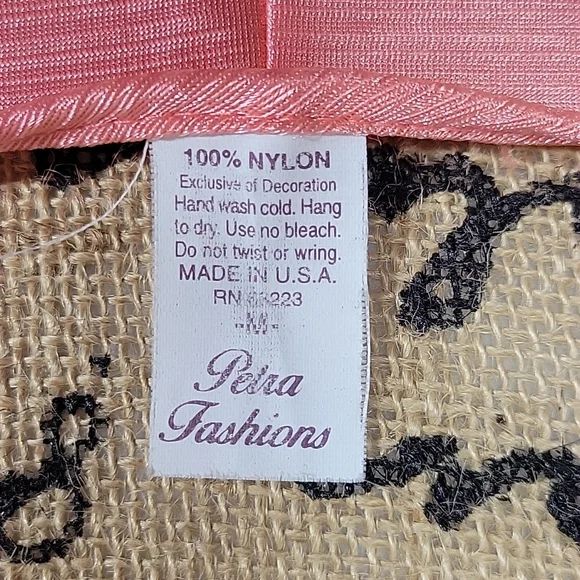 100% NYLON
Exclusive of Decoration
Hand wash cold. Hang
to dry. Use no bleach.
Do not twist or wring.
MADE IN U.S.A.
RN
-M-
Petra
Fashions